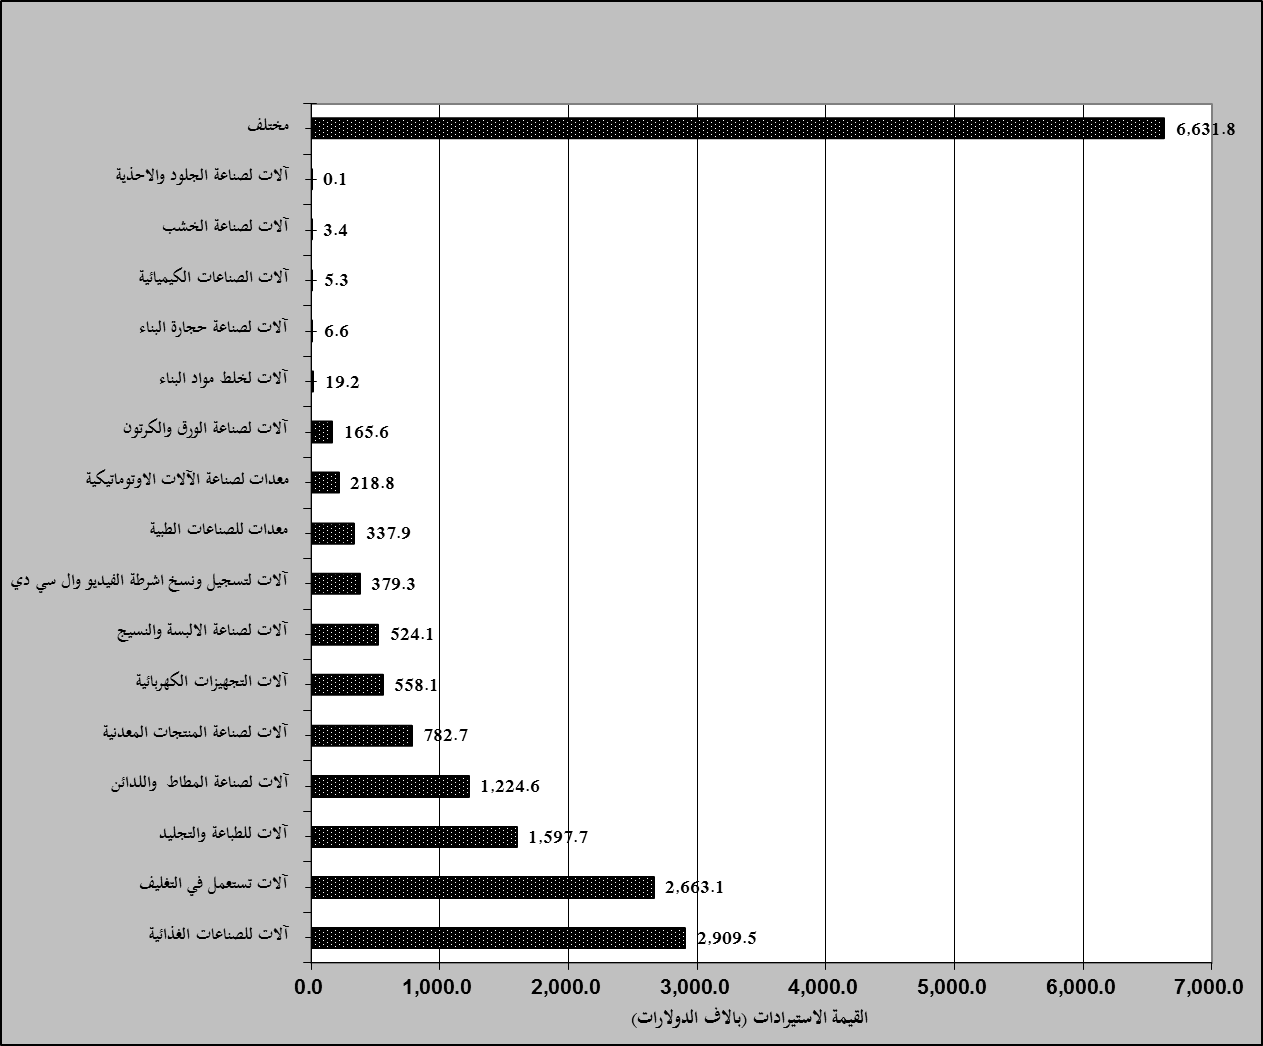 مختلف 6,631.8
آلات لصناعة الجلود والاحذية 0.1
آلات لصناعة الخشب 3.4
آلات الصناعات الكيميائية 5.3
آلات لصناعة حجارة البناء 6.6
آلات لخلط مواد البناء 19.2
آلات لصناعة الورق والكرتون 165.6
معدات لصناعة الآلات الاوتوماتيكية 218.8
معدات للصناعات الطبية 337.9
آلات لتسجيل ونسخ اشرطة الفيديو وال سي دي 379.3
آلات لصناعة الالبسة والنسيج 524.1
آلات التجهيزات الكهربائية 558.1
آلات لصناعة المنتجات المعدنية 782.7
آلات لصناعة المطاط واللدائن 1,224.6
آلات للطباعة والتجليد 1,597.7
آلات تستعمل في التغليف 2,663.1
آلات للصناعات الغذائية 2,909.5
0.0 1,000.0 2,000.0 3,000.0 4,000.0 5,000.0 6,000.0 7,000.0
القيمة الاستيرادات (بالاف الدولارات)